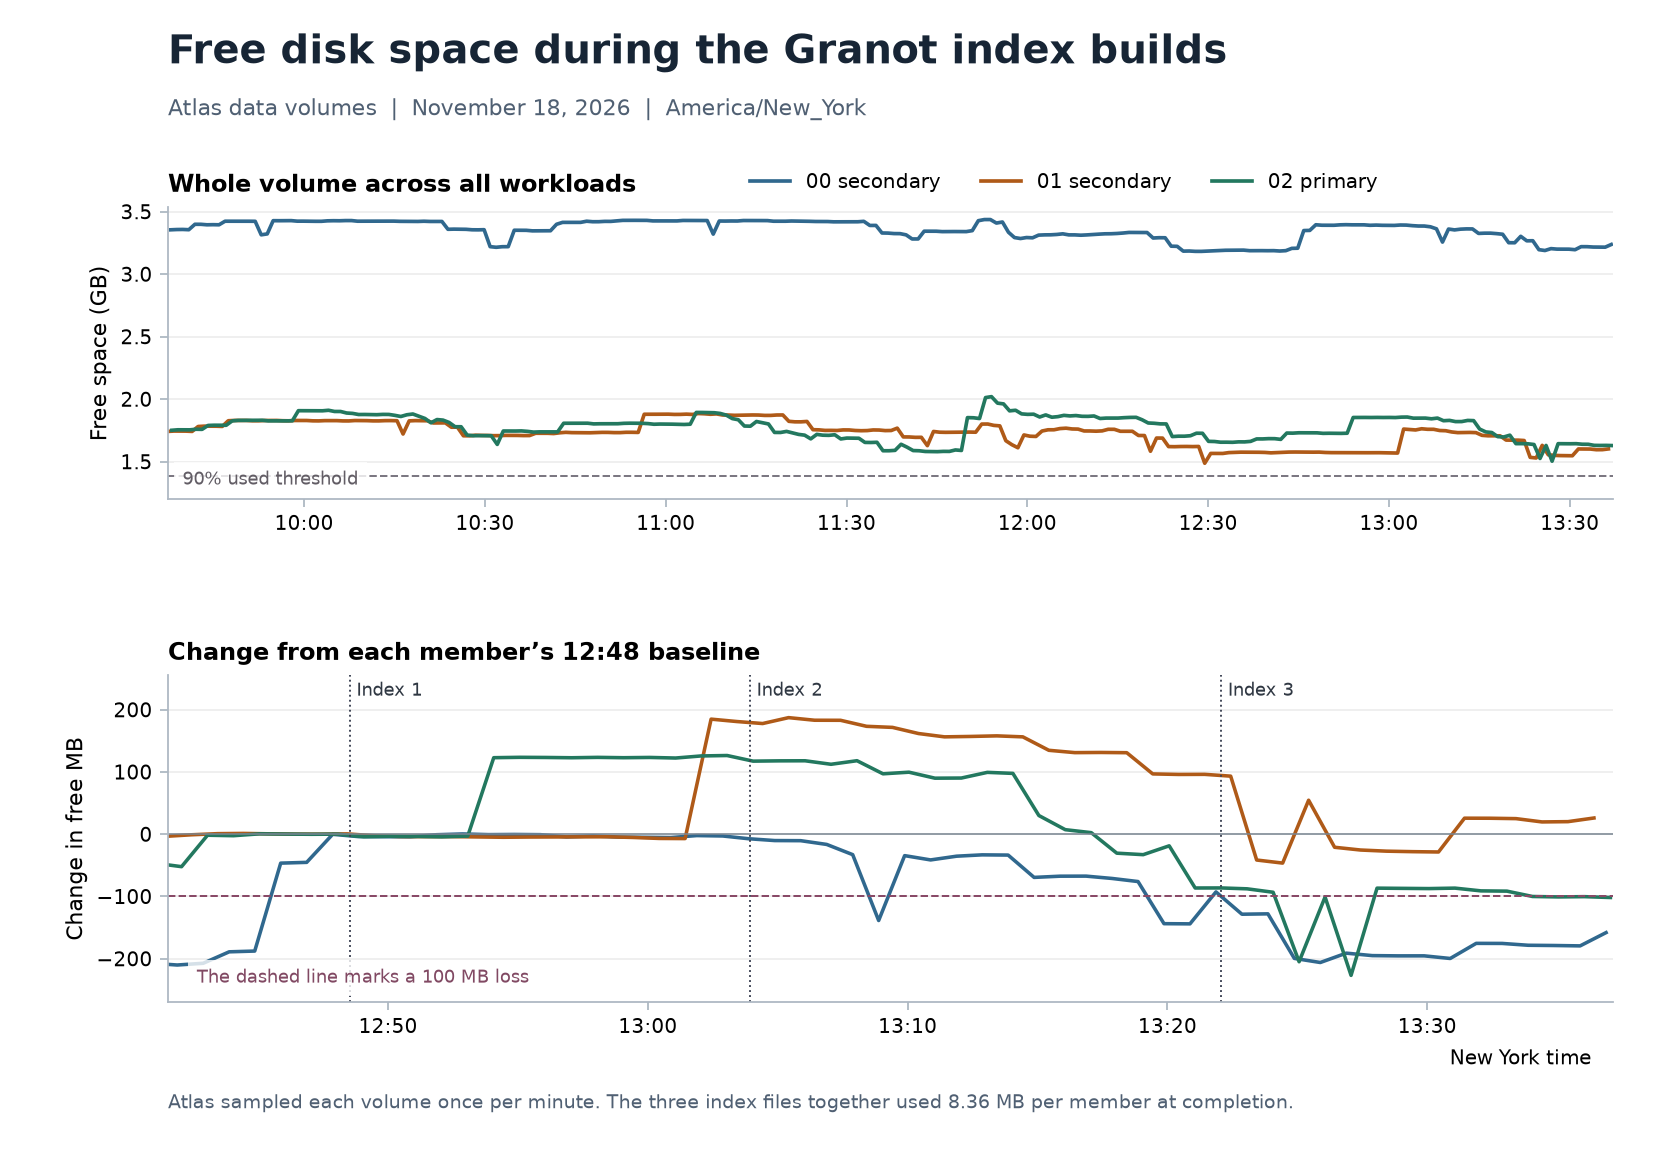 Free disk space during the Granot index builds
Atlas data volumes | November 18, 2026 | America/New_York
Whole volume across all workloads
00 secondary
01 secondary
02 primary
Free space (GB)
3.5
3.0
2.5
2.0
1.5
90% used threshold
10:00
10:30
11:00
11:30
12:00
12:30
13:00
13:30
Change from each member’s 12:48 baseline
Index 1
Index 2
Index 3
Change in free MB
200
100
0
−100
−200
The dashed line marks a 100 MB loss
12:50
13:00
13:10
13:20
13:30
New York time
Atlas sampled each volume once per minute. The three index files together used 8.36 MB per member at completion.